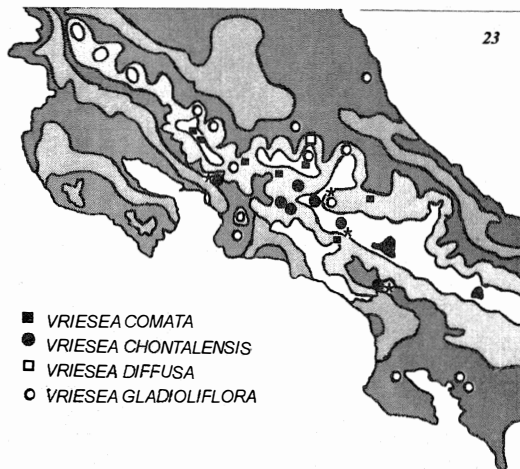 23
VRIESEA COMATA
VRIESEA CHONTALENSIS
VRIESEA DIFFUSA
VRIESEA GLADIOLIFLORA